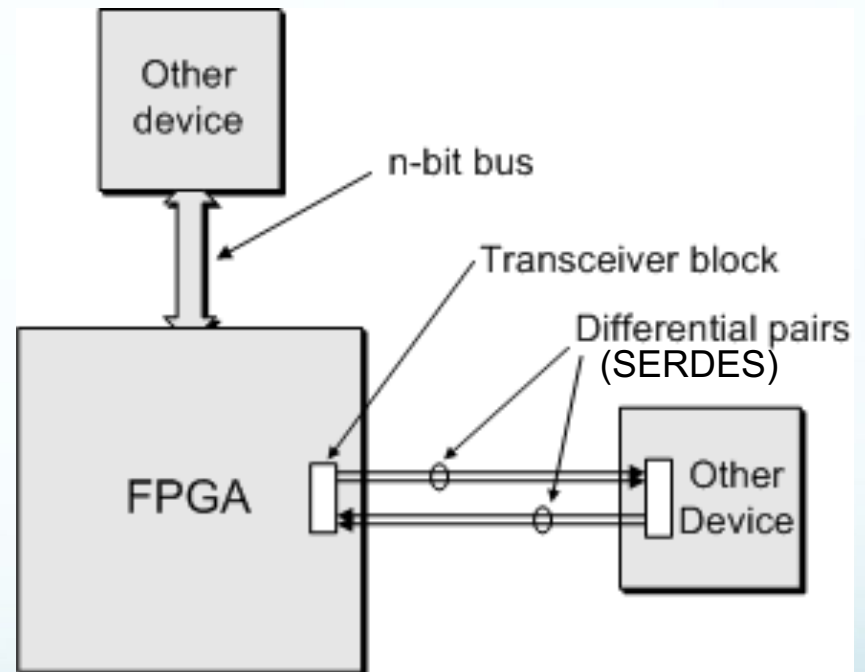 Other
device
n-bit bus
Transceiver block
Differential pairs
(SERDES)
FPGA
Other
Device